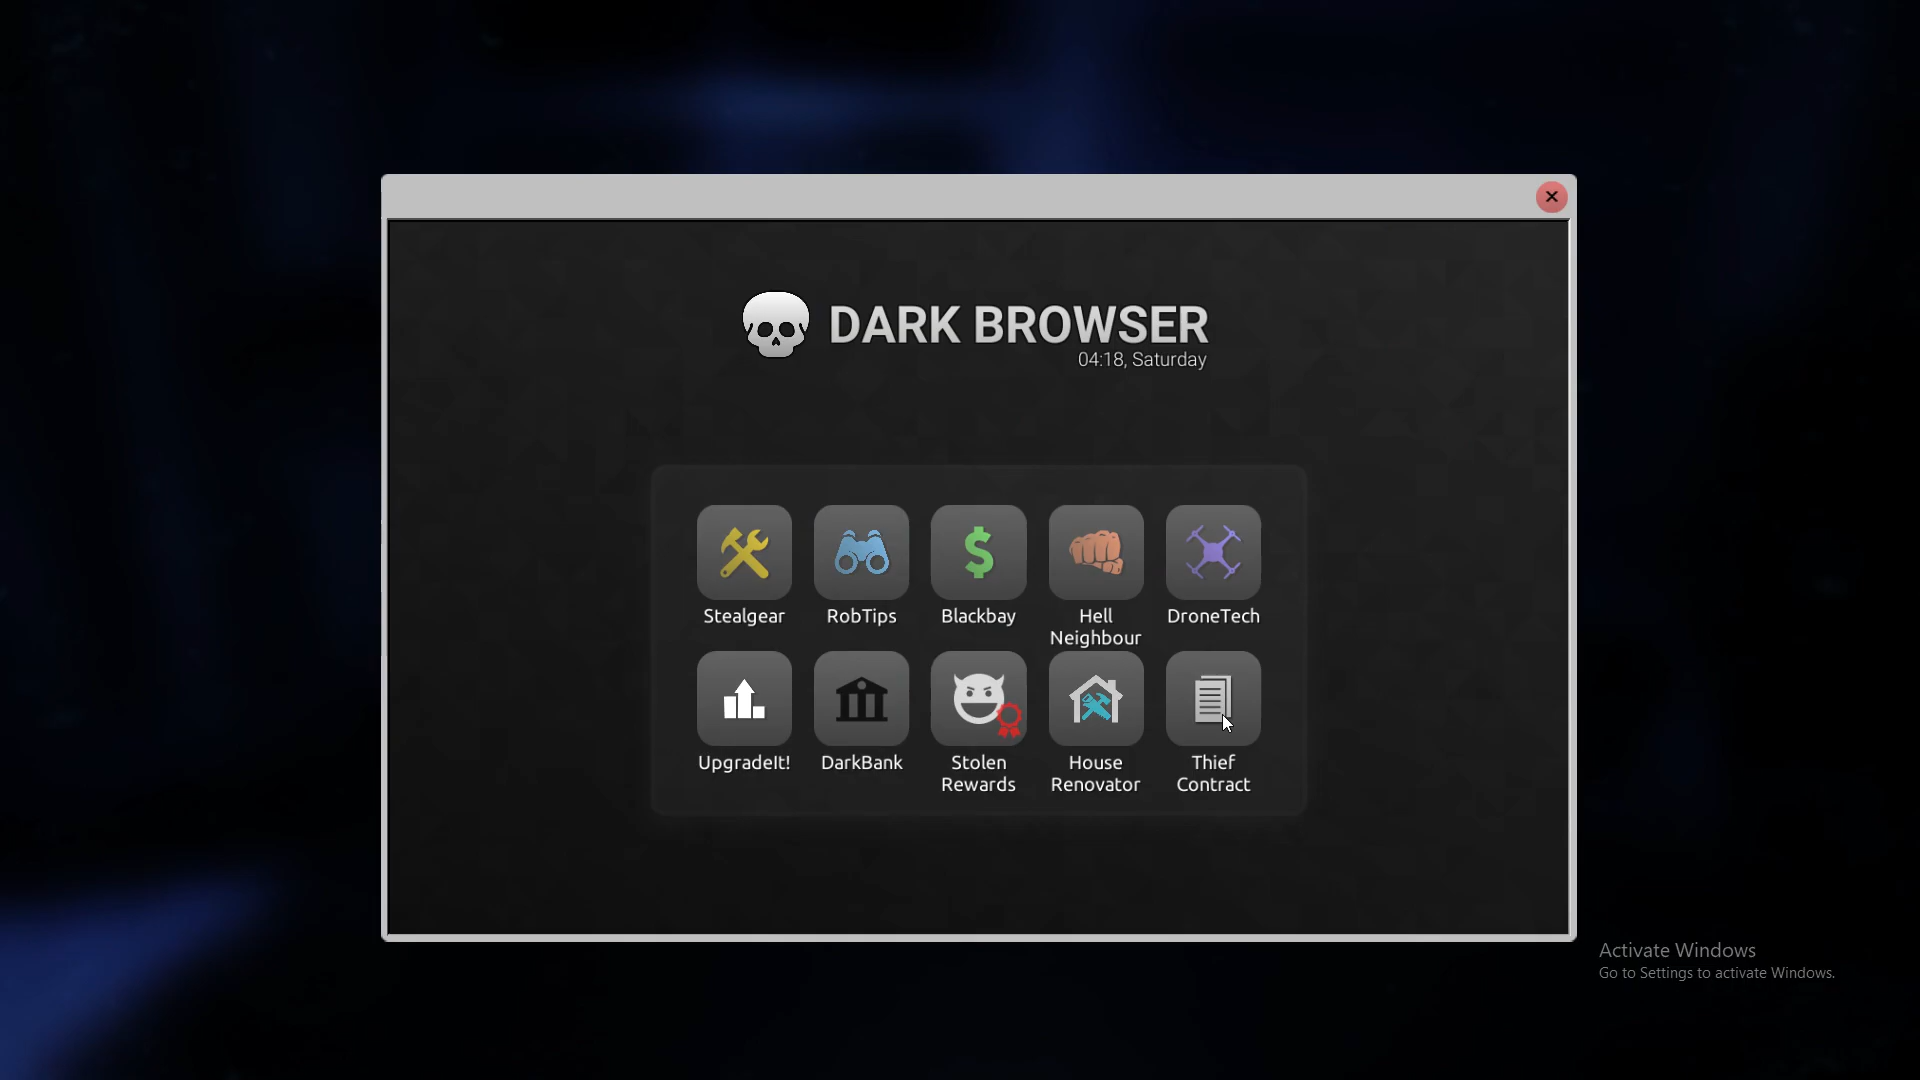 DARK BROWSER
04:18, Saturday
Stealgear
RobTips
Blackbay
Hell
Neighbour
DroneTech
UpgradeIt!
DarkBank
Stolen
Rewards
House
Renovator
Thief
Contract
Activate Windows
Go to Settings to activate Windows.